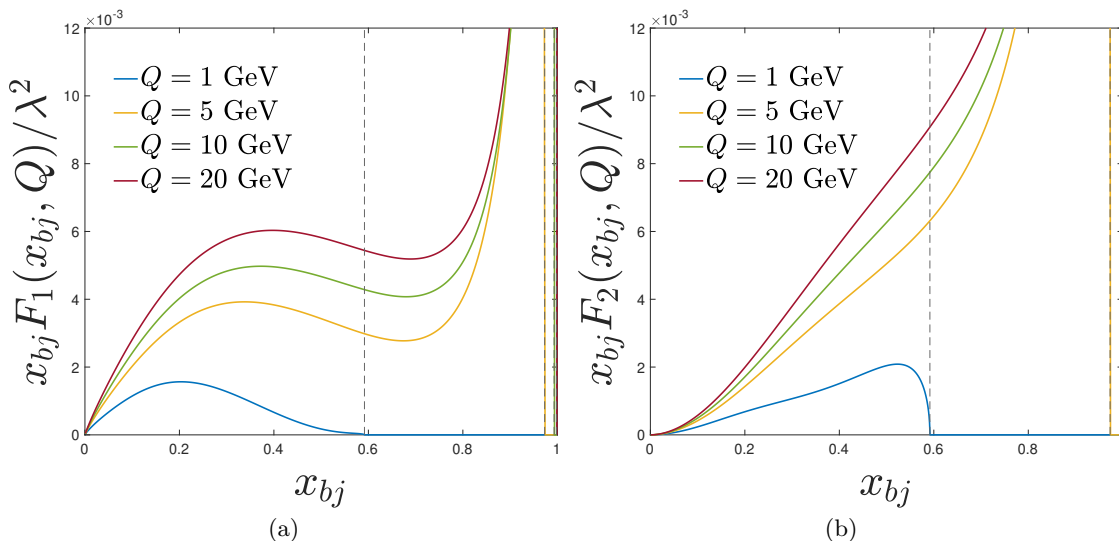 ×10⁻³
12
10
8
6
4
2
0
0 0.2 0.4 0.6 0.8 1
x_{bj}F_1(x_{bj}, Q)/λ²
Q = 1 GeV
Q = 5 GeV
Q = 10 GeV
Q = 20 GeV
x_{bj}
(a)
×10⁻³
12
10
8
6
4
2
0
0 0.2 0.4 0.6 0.8
x_{bj}F_2(x_{bj}, Q)/λ²
Q = 1 GeV
Q = 5 GeV
Q = 10 GeV
Q = 20 GeV
x_{bj}
(b)